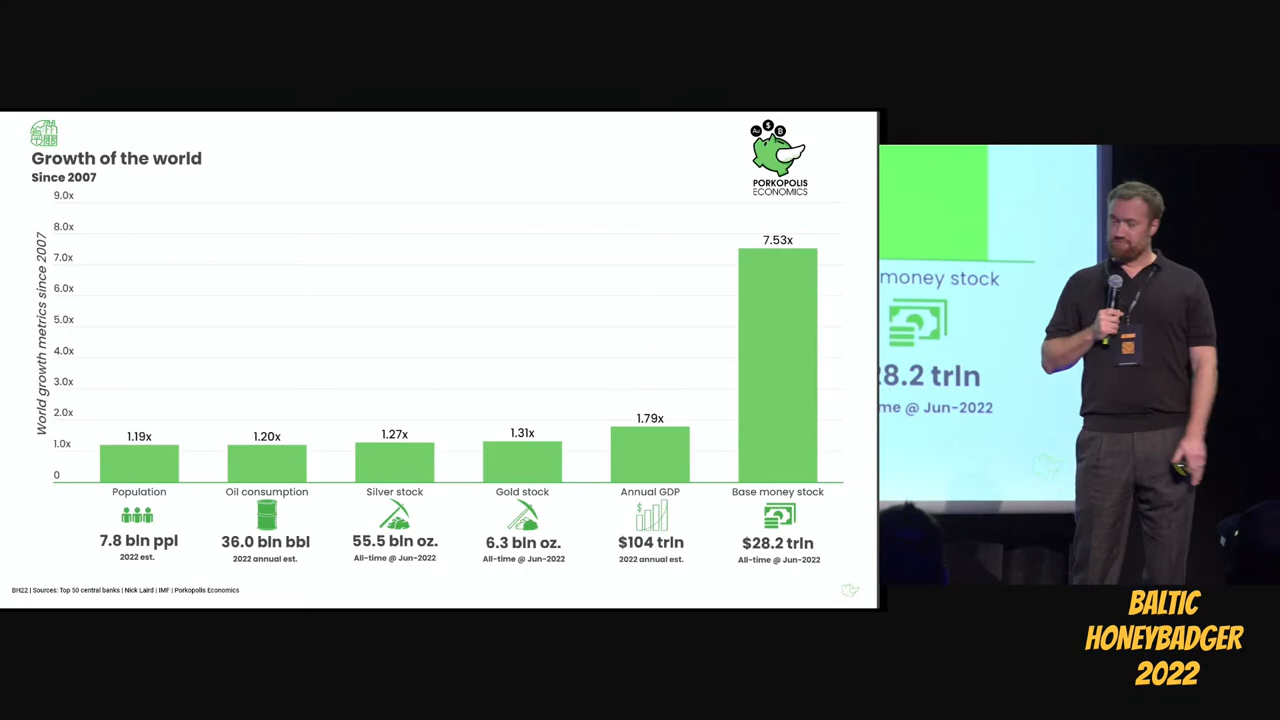 Growth of the world
Since 2007
Au $ B
PORKOPOLIS
ECONOMICS
World growth metrics since 2007
9.0x
8.0x
7.0x
6.0x
5.0x
4.0x
3.0x
2.0x
1.0x
0
1.19x
1.20x
1.27x
1.31x
1.79x
7.53x
Population
Oil consumption
Silver stock
Gold stock
Annual GDP
Base money stock
7.8 bln ppl
36.0 bln bbl
55.5 bln oz.
6.3 bln oz.
$104 trln
$28.2 trln
2022 est.
2022 annual est.
All-time @ Jun-2022
All-time @ Jun-2022
2022 annual est.
All-time @ Jun-2022
BH22 | Sources: Top 50 central banks | Nick Laird | IMF | Porkopolis Economics
money stock
8.2 trln
me @ Jun-2022
BALTIC
HONEYBADGER
2022